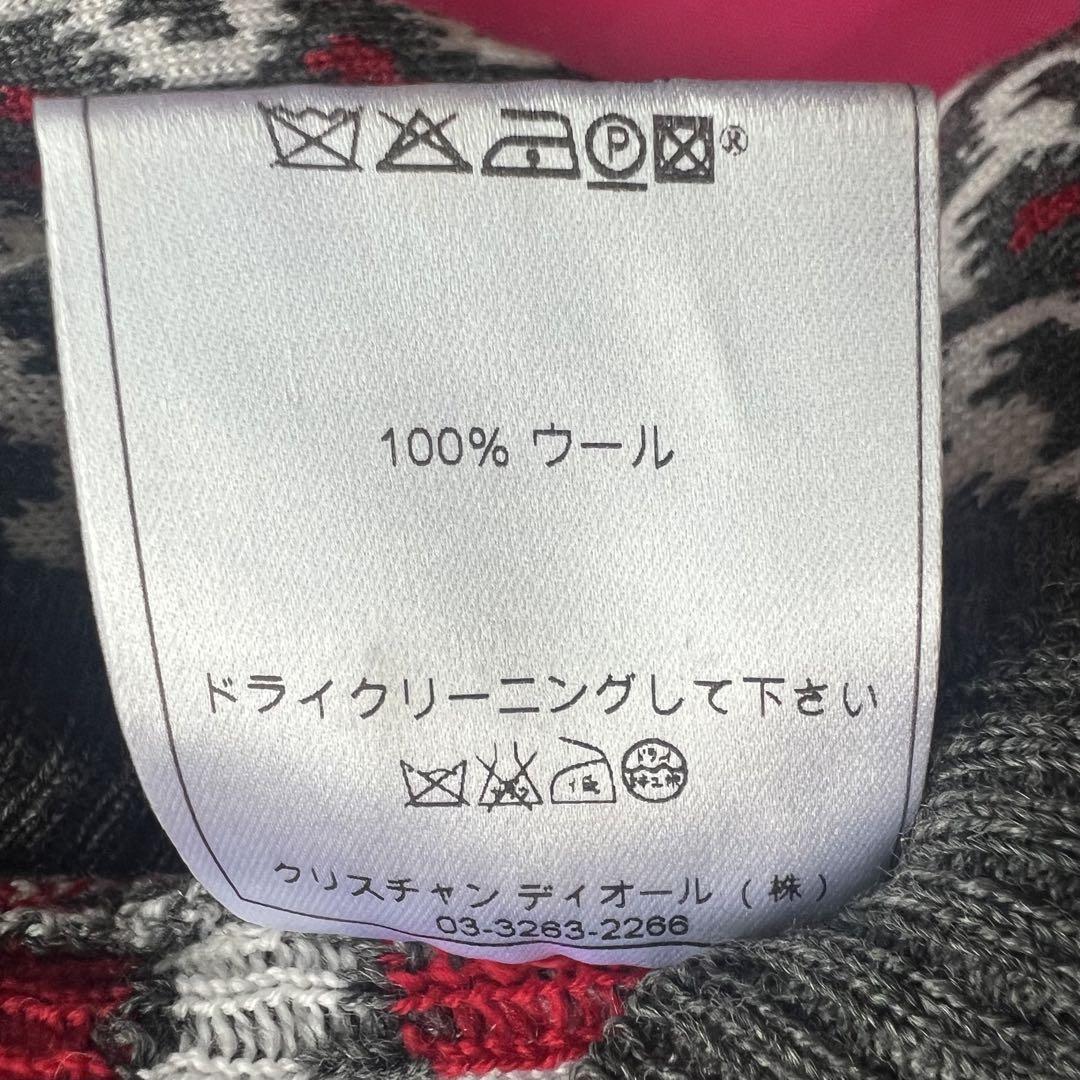 P ®
100% ウール
ドライクリーニングして下さい
クリスチャン ディオール (株)
03-3263-2266